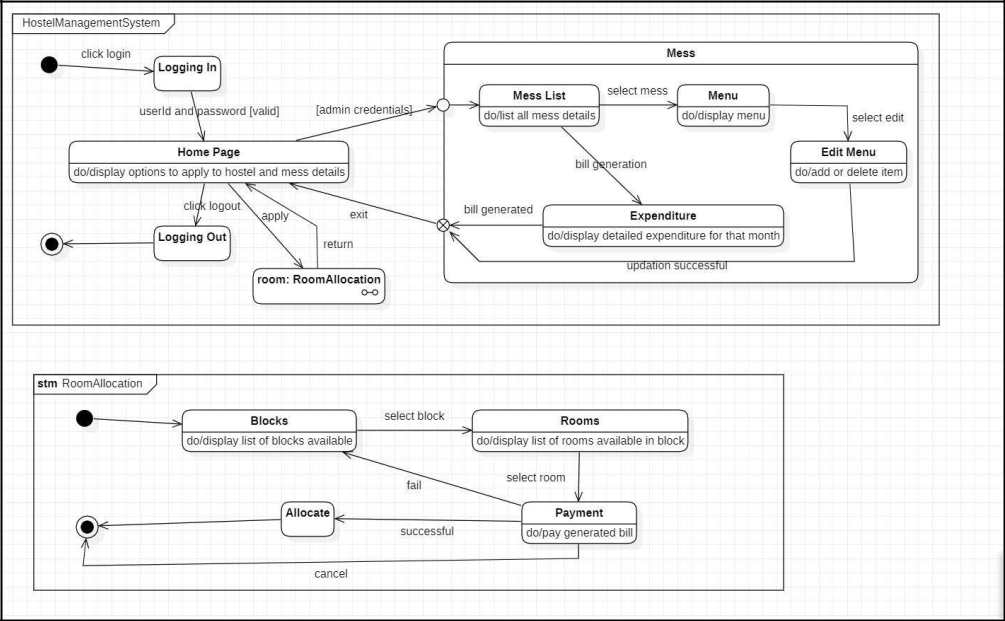 HostelManagementSystem
click login
Logging In
userId and password [valid]
[admin credentials]
Home Page
do/display options to apply to hostel and mess details
click logout
apply
exit
return
Logging Out
room: RoomAllocation
Mess
Mess List
do/list all mess details
select mess
Menu
do/display menu
select edit
Edit Menu
do/add or delete item
bill generation
bill generated
Expenditure
do/display detailed expenditure for that month
updation successful
stm RoomAllocation
Blocks
do/display list of blocks available
select block
Rooms
do/display list of rooms available in block
select room
fail
Allocate
successful
Payment
do/pay generated bill
cancel